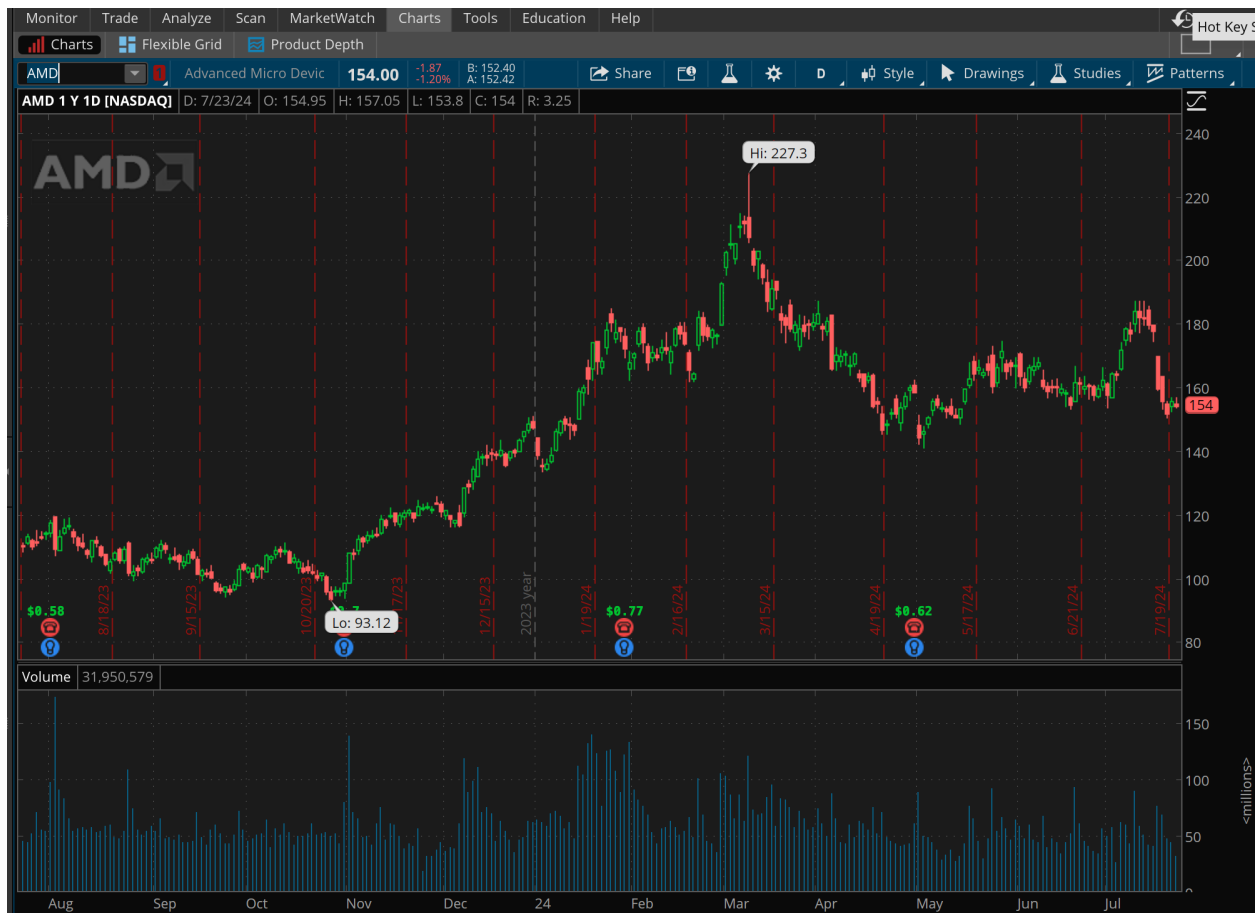 Monitor Trade Analyze Scan MarketWatch Charts Tools Education Help
Hot Key S
Charts Flexible Grid Product Depth
AMD 1 Advanced Micro Devic 154.00 -1.87 B: 152.40 Share D Style Drawings Studies Patterns
-1.20% A: 152.42
AMD 1 Y 1D [NASDAQ] D: 7/23/24 O: 154.95 H: 157.05 L: 153.8 C: 154 R: 3.25
AMD
Hi: 227.3
240
220
200
180
160
154
140
120
100
80
$0.58 $0.77 $0.62
8/18/23 9/15/23 10/20/23 7/23 12/15/23 2023 year 1/19/24 2/16/24 3/15/24 4/19/24 5/17/24 6/21/24 7/19/24
Lo: 93.12
Volume 31,950,579
150
100
50
0
<millions>
Aug Sep Oct Nov Dec 24 Feb Mar Apr May Jun Jul